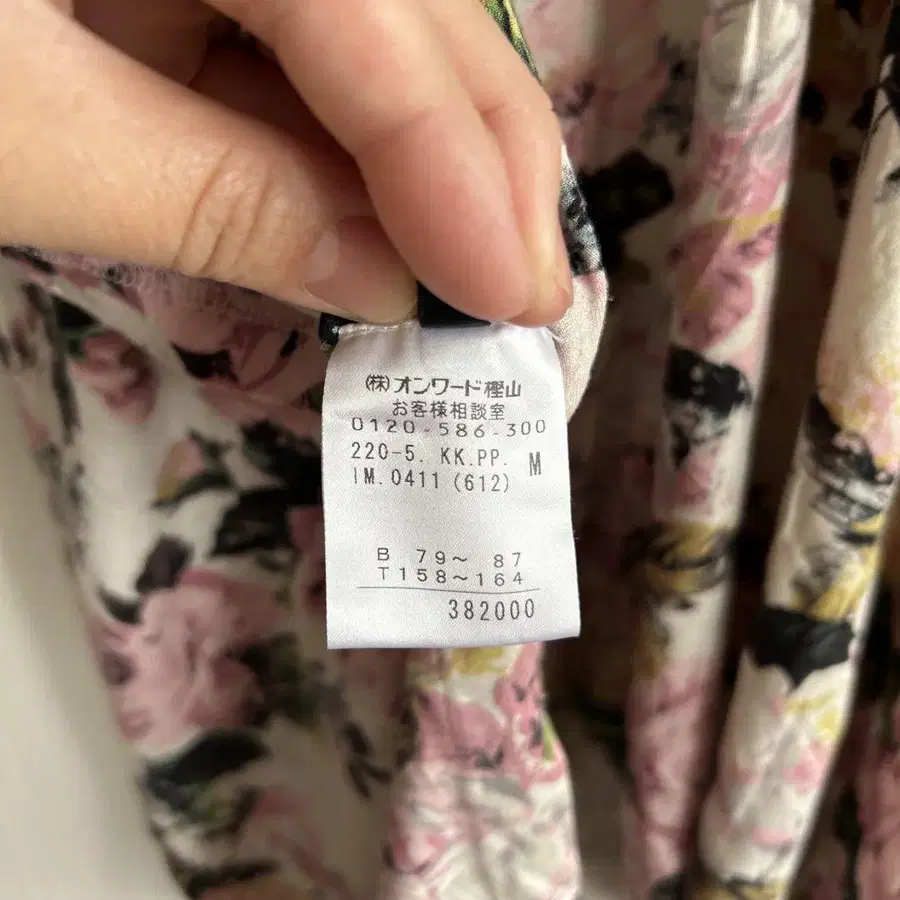 (株)オンワード樫山
お客様相談室
0120-586-300
220-5. KK.PP. M
IM.0411 (612)
B 79~ 87
T158~164
382000